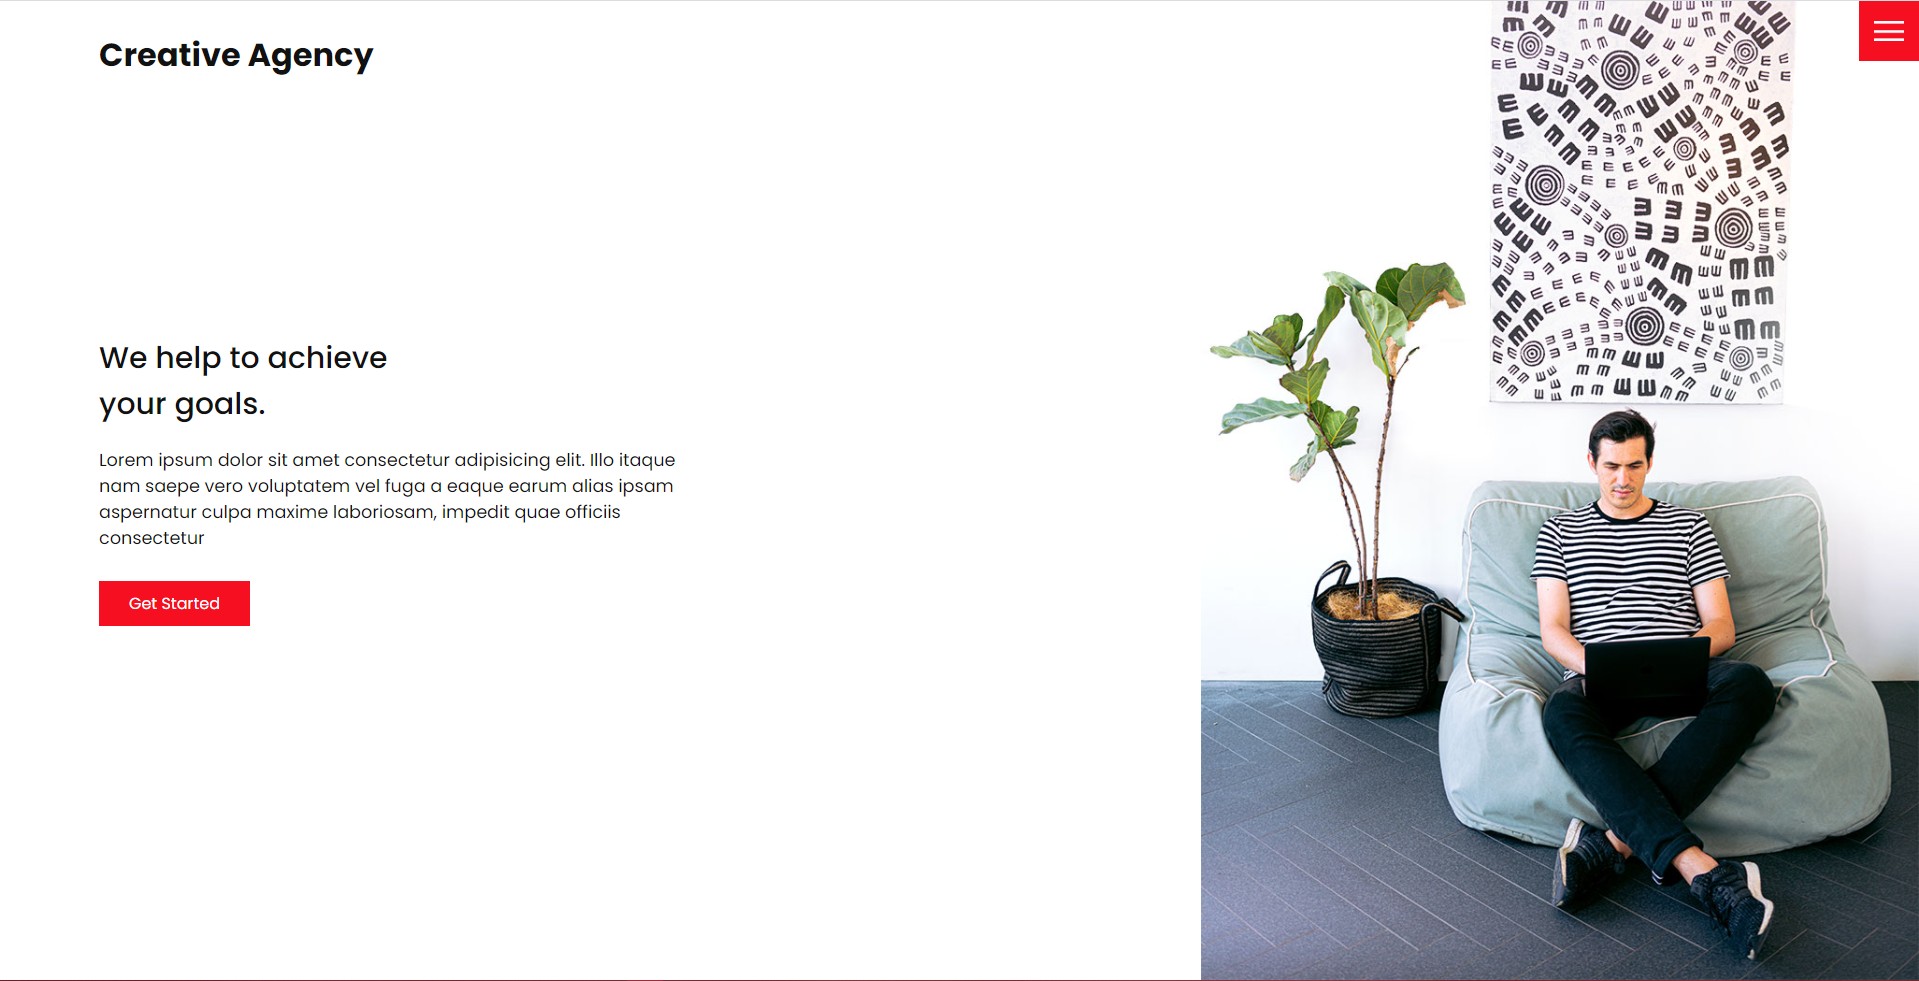 Creative Agency
We help to achieve
your goals.
Lorem ipsum dolor sit amet consectetur adipisicing elit. Illo itaque
nam saepe vero voluptatem vel fuga a eaque earum alias ipsam
aspernatur culpa maxime laboriosam, impedit quae officiis
consectetur
Get Started